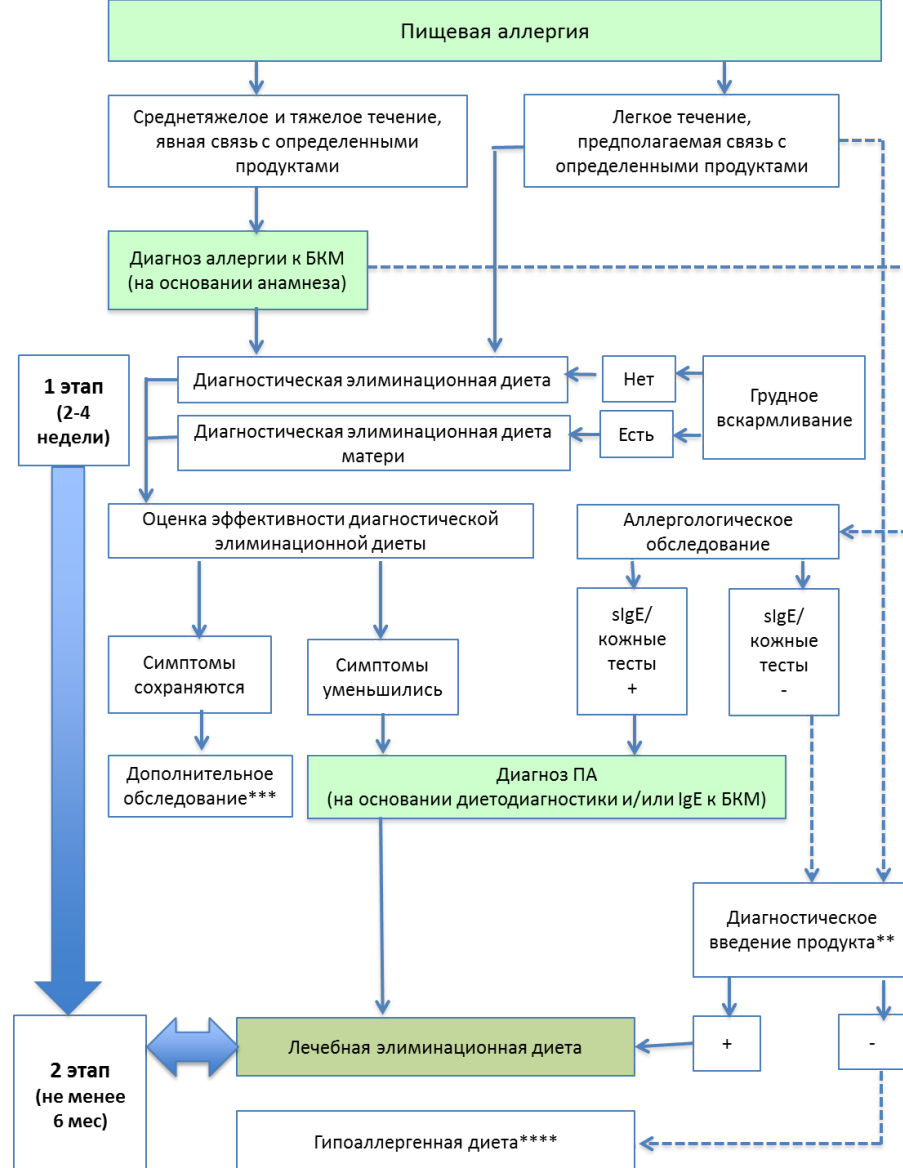 Пищевая аллергия
Среднетяжелое и тяжелое течение,
явная связь с определенными
продуктами
Легкое течение,
предполагаемая связь с
определенными продуктами
Диагноз аллергии к БКМ
(на основании анамнеза)
1 этап
(2-4
недели)
Диагностическая элиминационная диета
Нет
Грудное
вскармливание
Диагностическая элиминационная диета
матери
Есть
Оценка эффективности диагностической
элиминационной диеты
Аллергологическое
обследование
sIgE/
кожные
тесты
+
sIgE/
кожные
тесты
-
Симптомы
сохраняются
Симптомы
уменьшились
Дополнительное
обследование***
Диагноз ПА
(на основании диетодиагностики и/или IgE к БКМ)
Диагностическое
введение продукта**
2 этап
(не менее
6 мес)
Лечебная элиминационная диета
+
-
Гипоаллергенная диета****